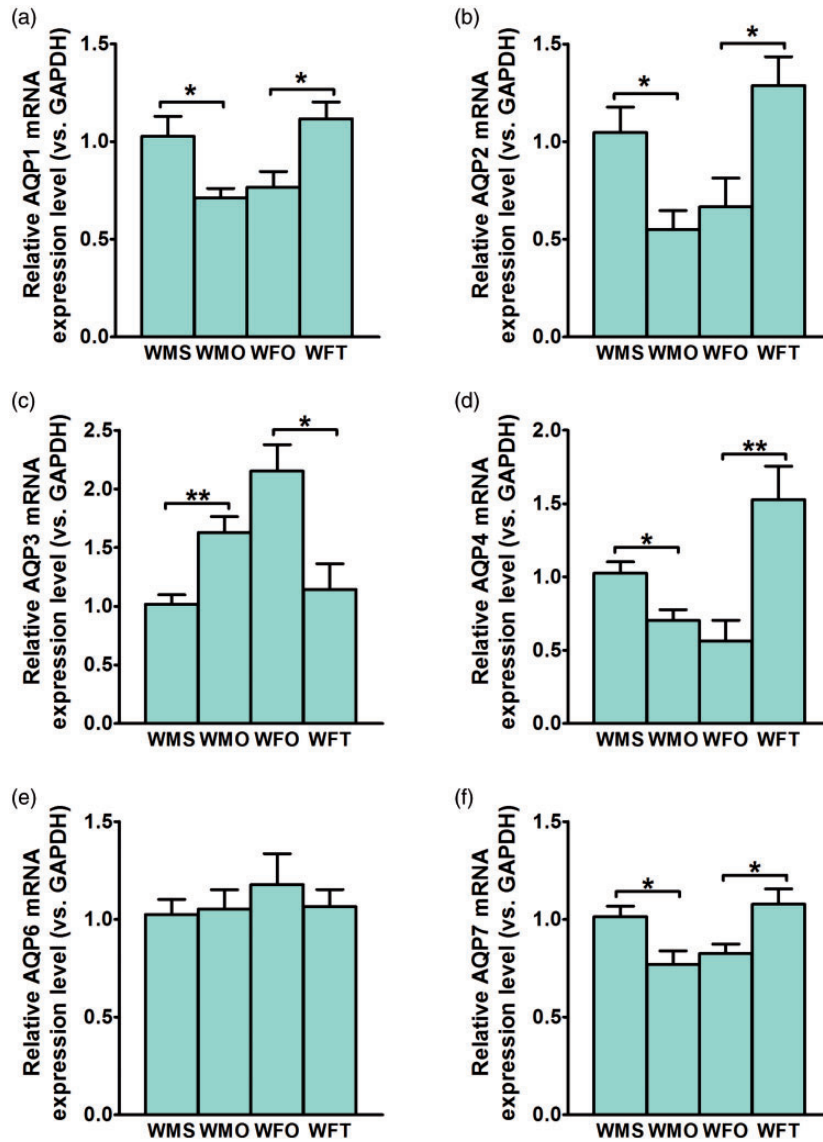 (a)
Relative AQP1 mRNA
expression level (vs. GAPDH)
1.5
1.0
0.5
0.0
*
*
WMS WMO WFO WFT
(b)
Relative AQP2 mRNA
expression level (vs. GAPDH)
1.5
1.0
0.5
0.0
*
*
WMS WMO WFO WFT
(c)
Relative AQP3 mRNA
expression level (vs. GAPDH)
2.5
2.0
1.5
1.0
0.5
0.0
**
*
WMS WMO WFO WFT
(d)
Relative AQP4 mRNA
expression level (vs. GAPDH)
2.0
1.5
1.0
0.5
0.0
*
**
WMS WMO WFO WFT
(e)
Relative AQP6 mRNA
expression level (vs. GAPDH)
1.5
1.0
1.0
0.0
WMS WMO WFO WFT
(f)
Relative AQP7 mRNA
expression level (vs. GAPDH)
1.5
1.0
1.0
0.0
*
*
WMS WMO WFO WFT